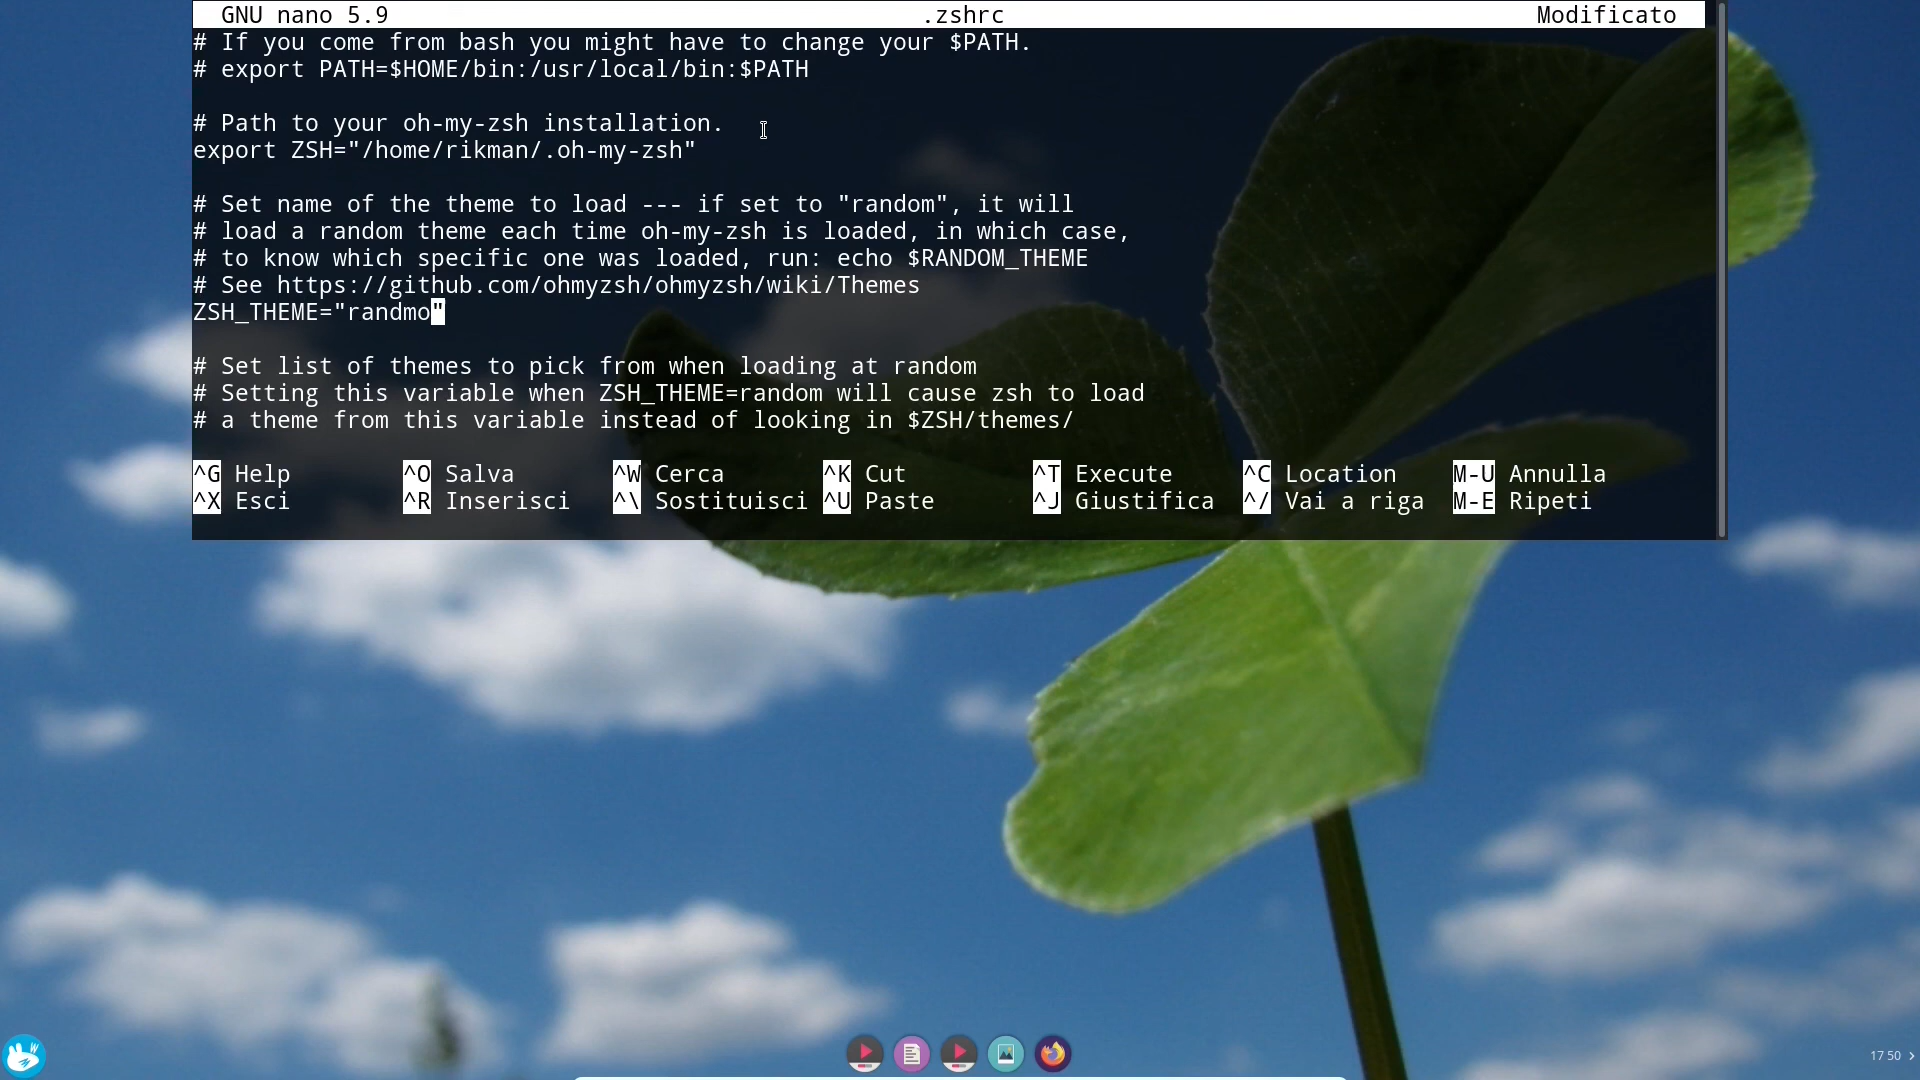 GNU nano 5.9 .zshrc Modificato
# If you come from bash you might have to change your $PATH.
# export PATH=$HOME/bin:/usr/local/bin:$PATH
# Path to your oh-my-zsh installation.
export ZSH="/home/rikman/.oh-my-zsh"
# Set name of the theme to load --- if set to "random", it will
# load a random theme each time oh-my-zsh is loaded, in which case,
# to know which specific one was loaded, run: echo $RANDOM_THEME
# See https://github.com/ohmyzsh/ohmyzsh/wiki/Themes
ZSH_THEME="randmo"
# Set list of themes to pick from when loading at random
# Setting this variable when ZSH_THEME=random will cause zsh to load
# a theme from this variable instead of looking in $ZSH/themes/
^G Help ^O Salva ^W Cerca ^K Cut ^T Execute ^C Location M-U Annulla
^X Esci ^R Inserisci ^\ Sostituisci ^U Paste ^J Giustifica ^/ Vai a riga M-E Ripeti
W
17 50